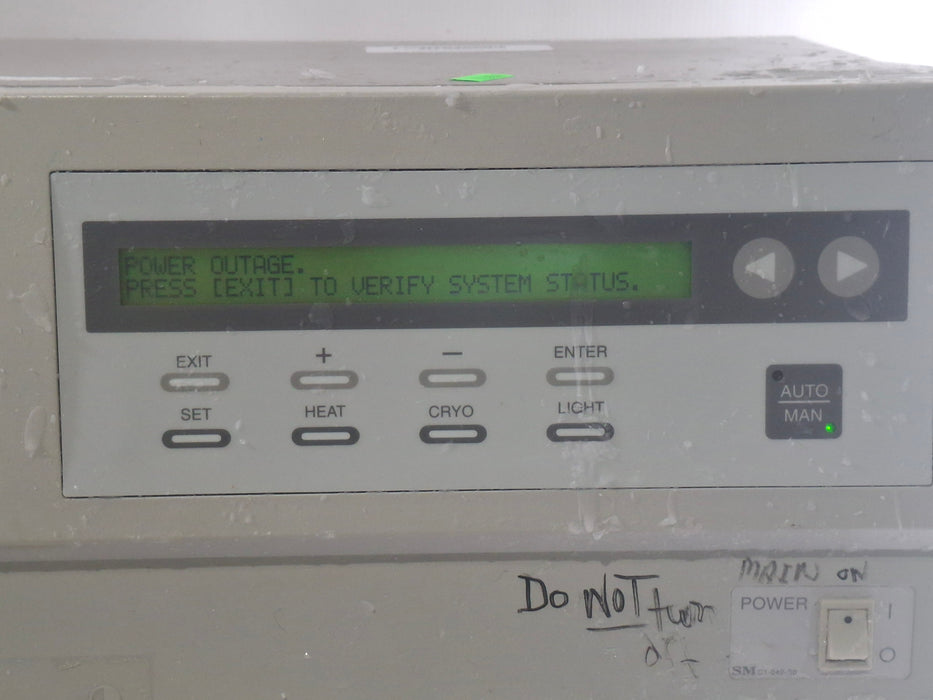 POWER OUTAGE.
PRESS [EXIT] TO VERIFY SYSTEM STATUS.
EXIT + − ENTER
SET HEAT CRYO LIGHT
AUTO
MAN
MAIN ON
Do NOT turn
off
POWER I
O
SM